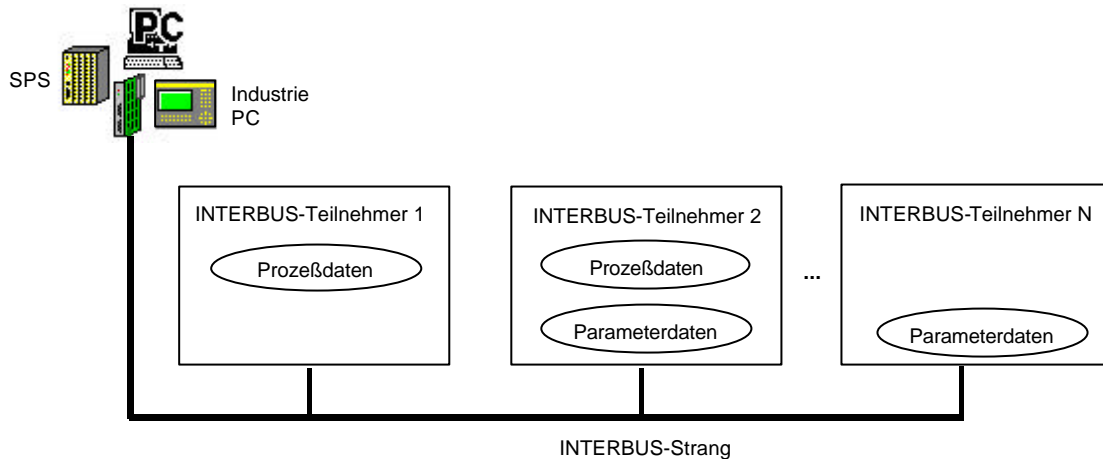 PC
SPS
Industrie
PC
INTERBUS-Teilnehmer 1
Prozeßdaten
INTERBUS-Teilnehmer 2
Prozeßdaten
Parameterdaten
...
INTERBUS-Teilnehmer N
Parameterdaten
INTERBUS-Strang